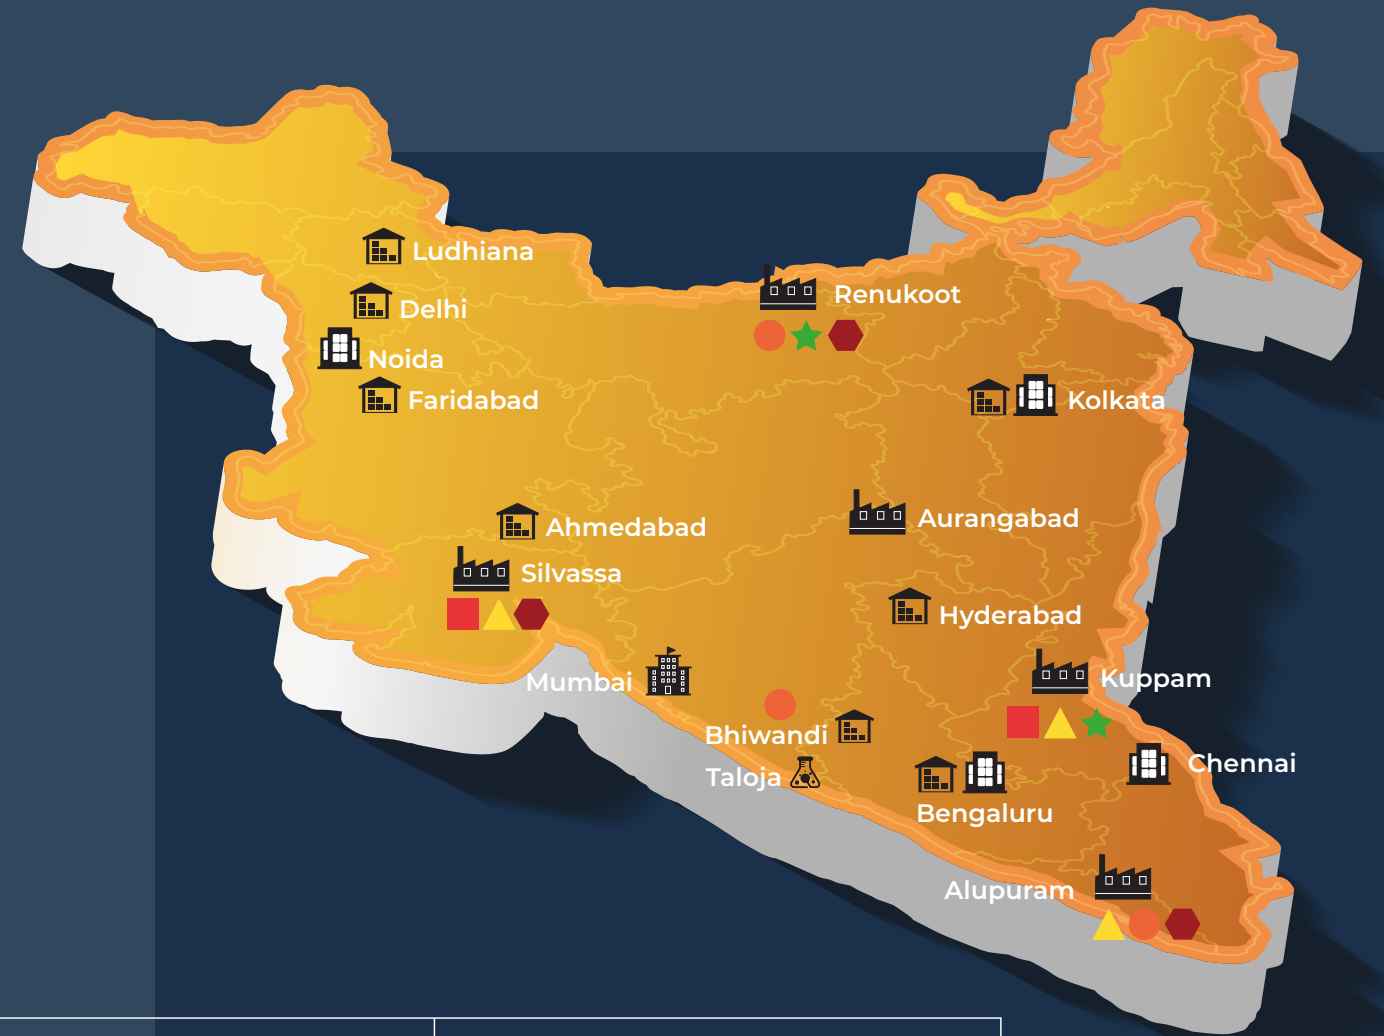 Ludhiana
Renukoot
Delhi
Noida
Faridabad
Kolkata
Aurangabad
Ahmedabad
Silvassa
Hyderabad
Kuppam
Mumbai
Bhiwandi
Chennai
Taloja
Bengaluru
Alupuram